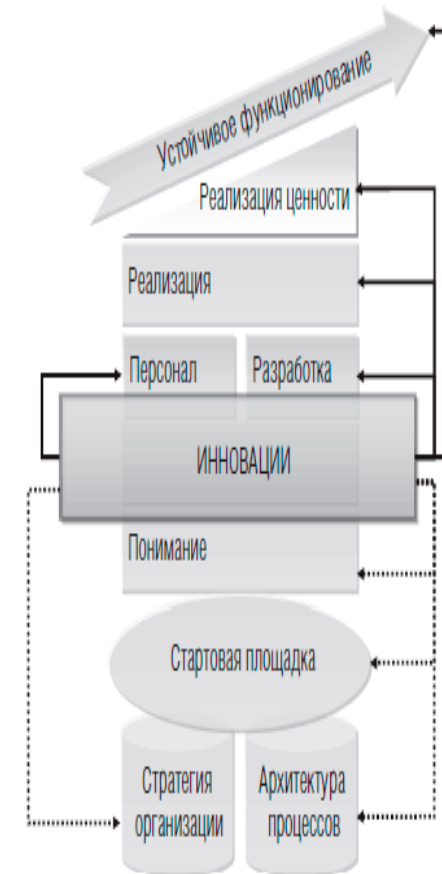 Устойчивое функционирование
Реализация ценности
Реализация
Персонал
Разработка
ИННОВАЦИИ
Понимание
Стартовая площадка
Стратегия
организации
Архитектура
процессов